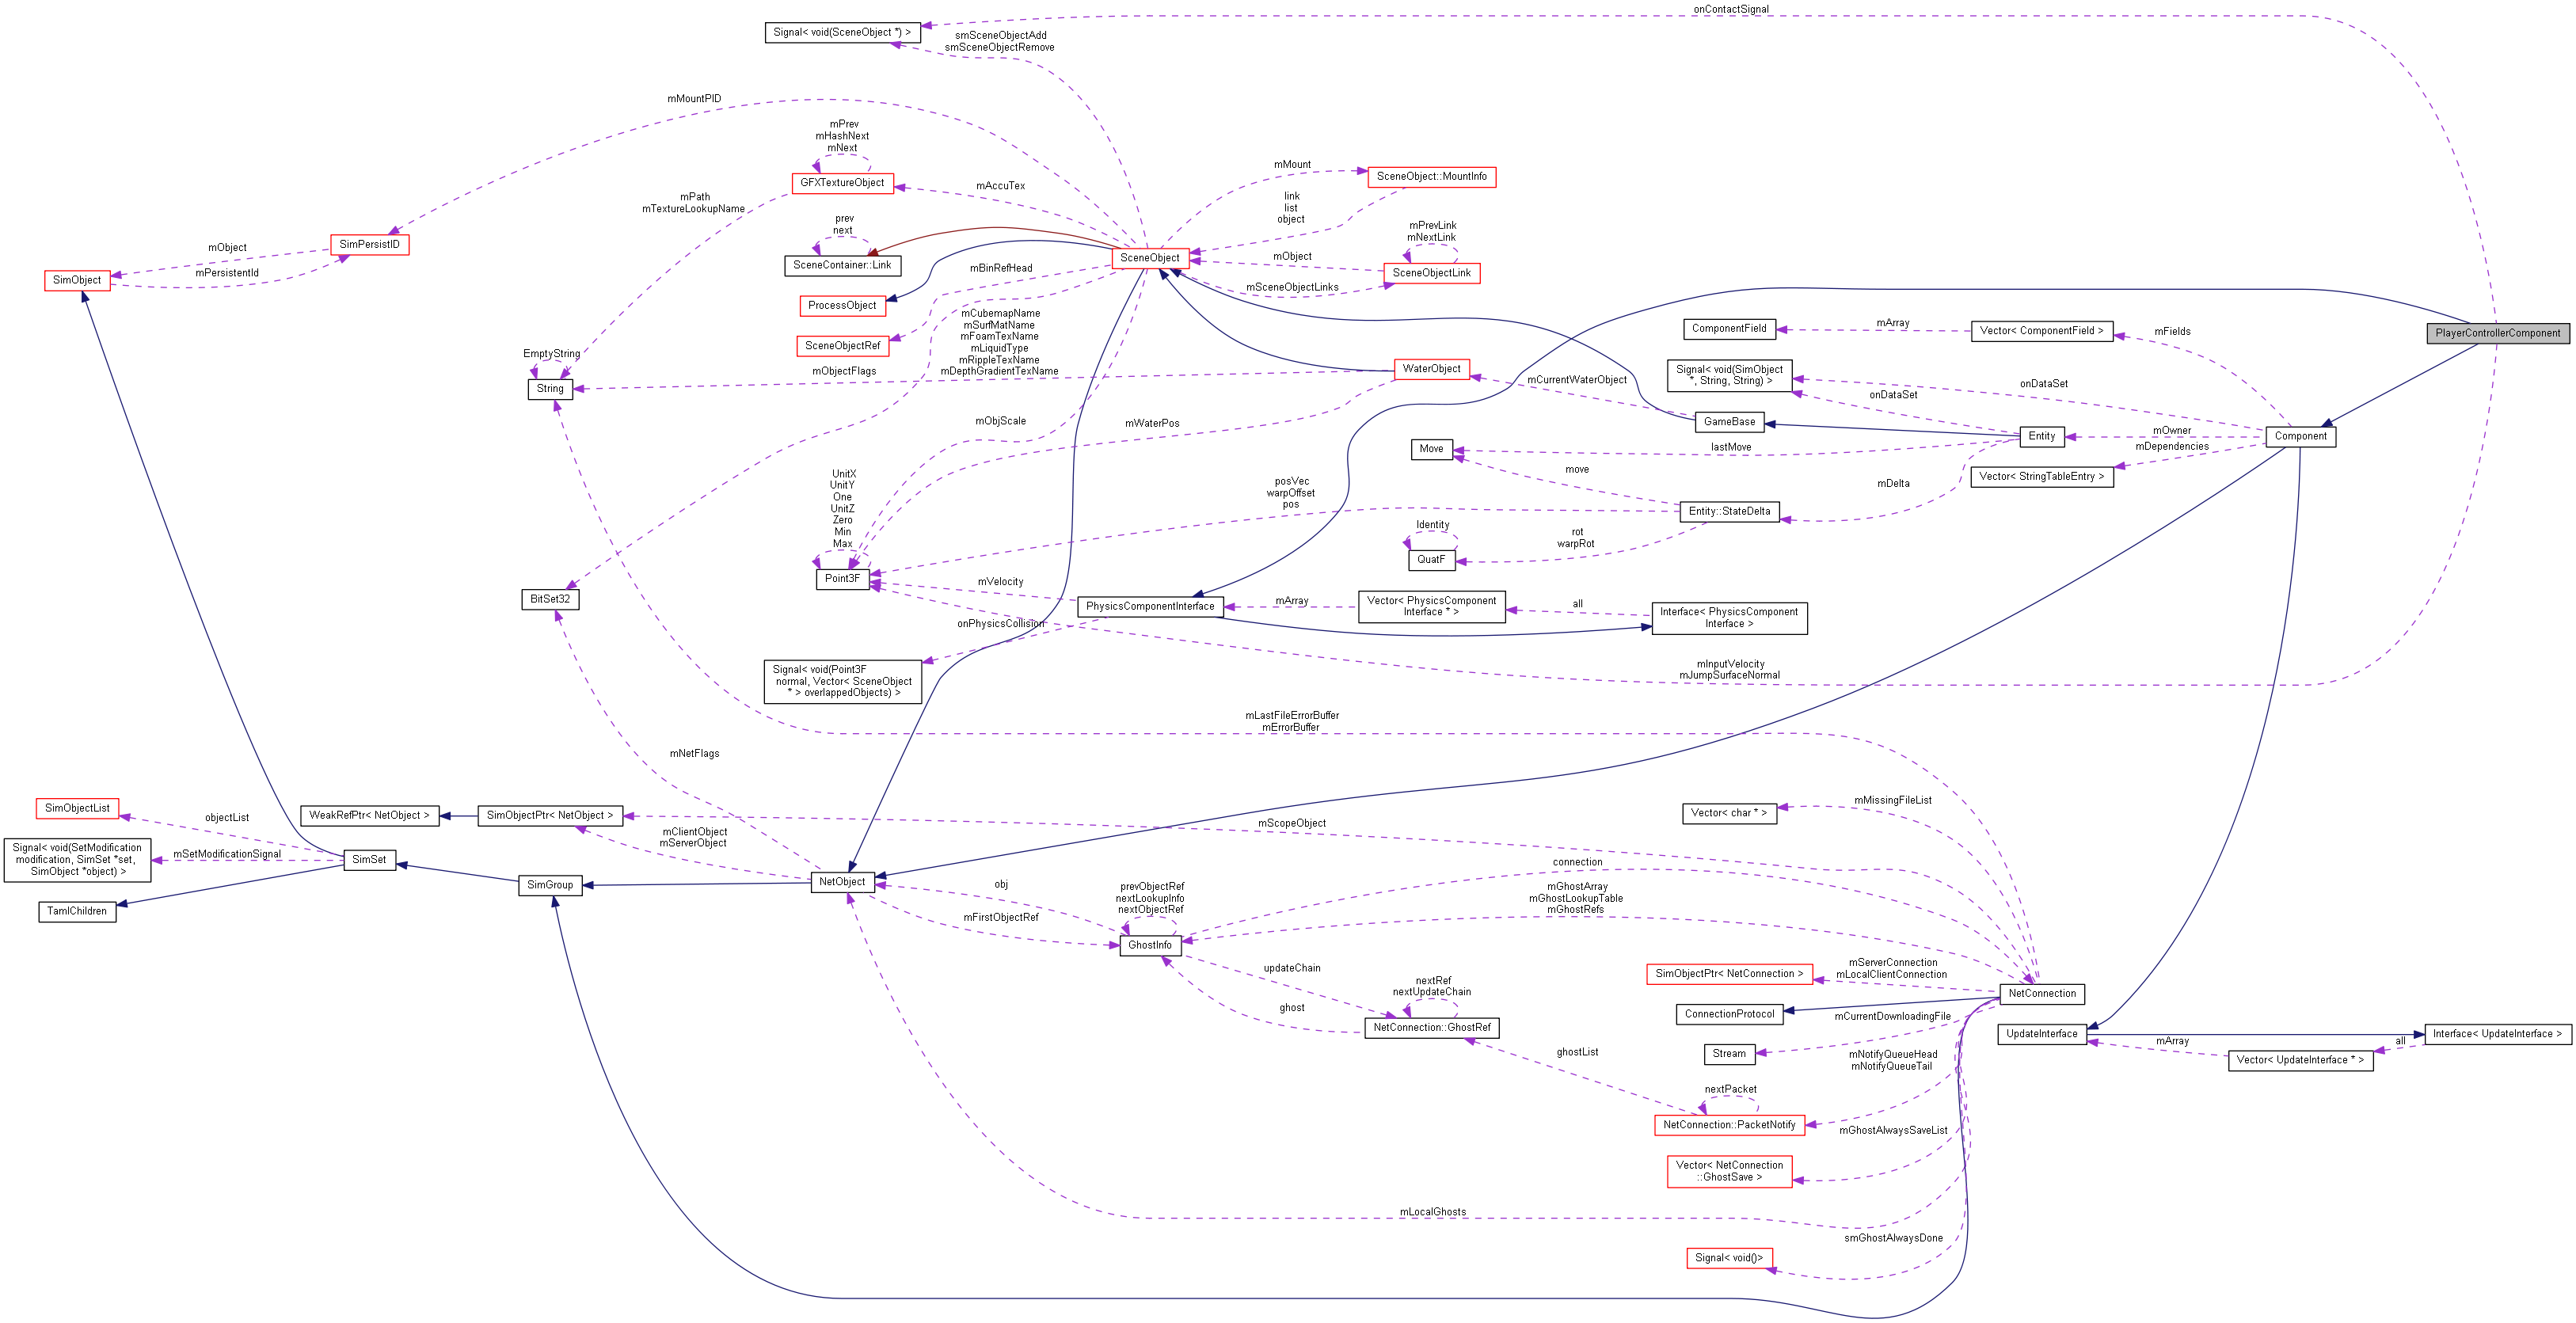 onContactSignal
Signal< void(SceneObject *) >
smSceneObjectAdd
smSceneObjectRemove
mMountPID
mPrev
mHashNext
mNext
GFXTextureObject
mAccuTex
mMount
SceneObject::MountInfo
link
list
object
mPath
mTextureLookupName
prev
next
SceneContainer::Link
SimPersistID
mObject
mPersistentId
SimObject
SceneObject
mPrevLink
mNextLink
mObject
SceneObjectLink
mSceneObjectLinks
mBinRefHead
ProcessObject
SceneObjectRef
mCubemapName
mSurfMatName
mFoamTexName
mLiquidType
mRippleTexName
mDepthGradientTexName
EmptyString
String
mObjectFlags
WaterObject
mCurrentWaterObject
ComponentField
mArray
Vector< ComponentField >
mFields
PlayerControllerComponent
Signal< void(SimObject
*, String, String) >
onDataSet
onDataSet
GameBase
Entity
mOwner
Component
mDependencies
Vector< StringTableEntry >
mObjScale
mWaterPos
Move
lastMove
move
mDelta
UnitX
UnitY
One
UnitZ
Zero
Min
Max
Point3F
posVec
warpOffset
pos
Entity::StateDelta
Identity
QuatF
rot
warpRot
BitSet32
mVelocity
PhysicsComponentInterface
mArray
Vector< PhysicsComponent
Interface * >
all
Interface< PhysicsComponent
Interface >
onPhysicsCollision
Signal< void(Point3F
normal, Vector< SceneObject
* > overlappedObjects) >
mInputVelocity
mJumpSurfaceNormal
mLastFileErrorBuffer
mErrorBuffer
mNetFlags
SimObjectList
objectList
WeakRefPtr< NetObject >
SimObjectPtr< NetObject >
mScopeObject
Vector< char * >
mMissingFileList
Signal< void(SetModification
modification, SimSet *set,
SimObject *object) >
mSetModificationSignal
SimSet
mClientObject
mServerObject
TamlChildren
SimGroup
NetObject
obj
mFirstObjectRef
prevObjectRef
nextLookupInfo
nextObjectRef
GhostInfo
connection
mGhostArray
mGhostLookupTable
mGhostRefs
updateChain
ghost
nextRef
nextUpdateChain
NetConnection::GhostRef
SimObjectPtr< NetConnection >
mServerConnection
mLocalClientConnection
NetConnection
ConnectionProtocol
mCurrentDownloadingFile
Stream
UpdateInterface
Interface< UpdateInterface >
mArray
all
Vector< UpdateInterface * >
ghostList
mNotifyQueueHead
mNotifyQueueTail
nextPacket
NetConnection::PacketNotify
mGhostAlwaysSaveList
Vector< NetConnection
::GhostSave >
mLocalGhosts
smGhostAlwaysDone
Signal< void()>